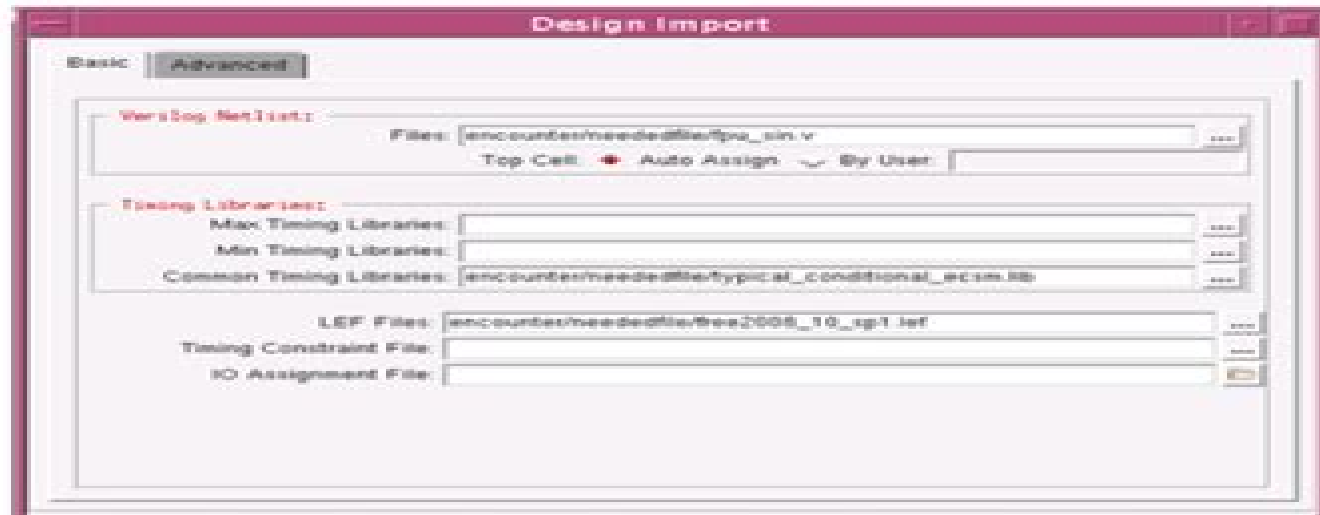 Design Import
Basic Advanced
Verilog Netlist:
Files: encounter/neededfile/fpu_sin.v ...
Top Cell: Auto Assign By User:
Timing Libraries:
Max Timing Libraries: ...
Min Timing Libraries: ...
Common Timing Libraries: encounter/neededfile/typical_conditional_ecsm.lib ...
LEF Files: ...
Timing Constraint File: ...
IO Assignment File: